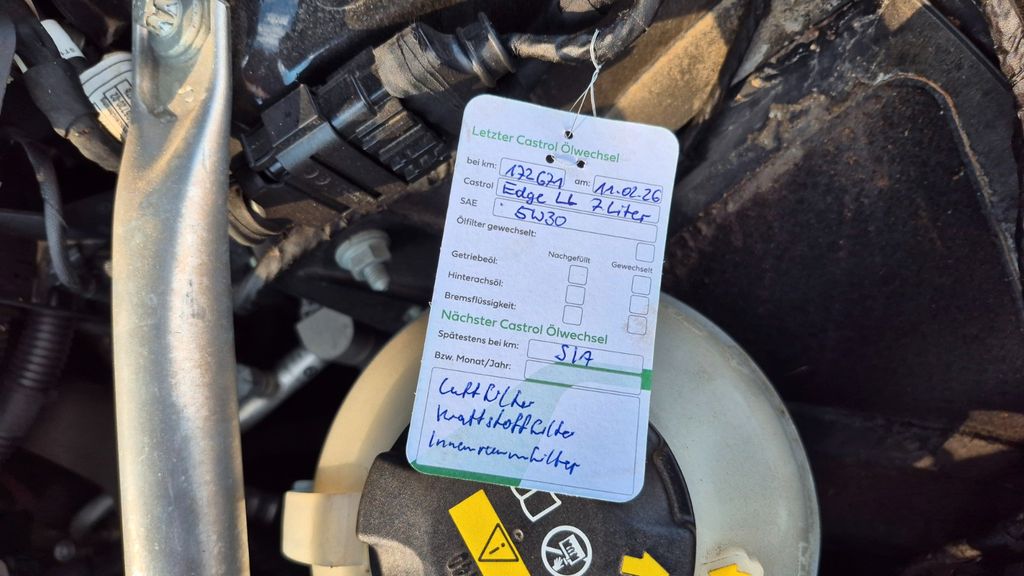 Letzter Castrol Ölwechsel
bei km: 172671 am: 11.02.26
Castrol Edge LL 7 Liter
SAE 5W30
Ölfilter gewechselt:
Nachgefüllt Gewechselt
Getriebeöl:
Hinterachsöl:
Bremsflüssigkeit:
Nächster Castrol Ölwechsel
Spätestens bei km: SIA
Bzw. Monat/Jahr:
Luftfilter
Kraftstofffilter
Innenraumfilter